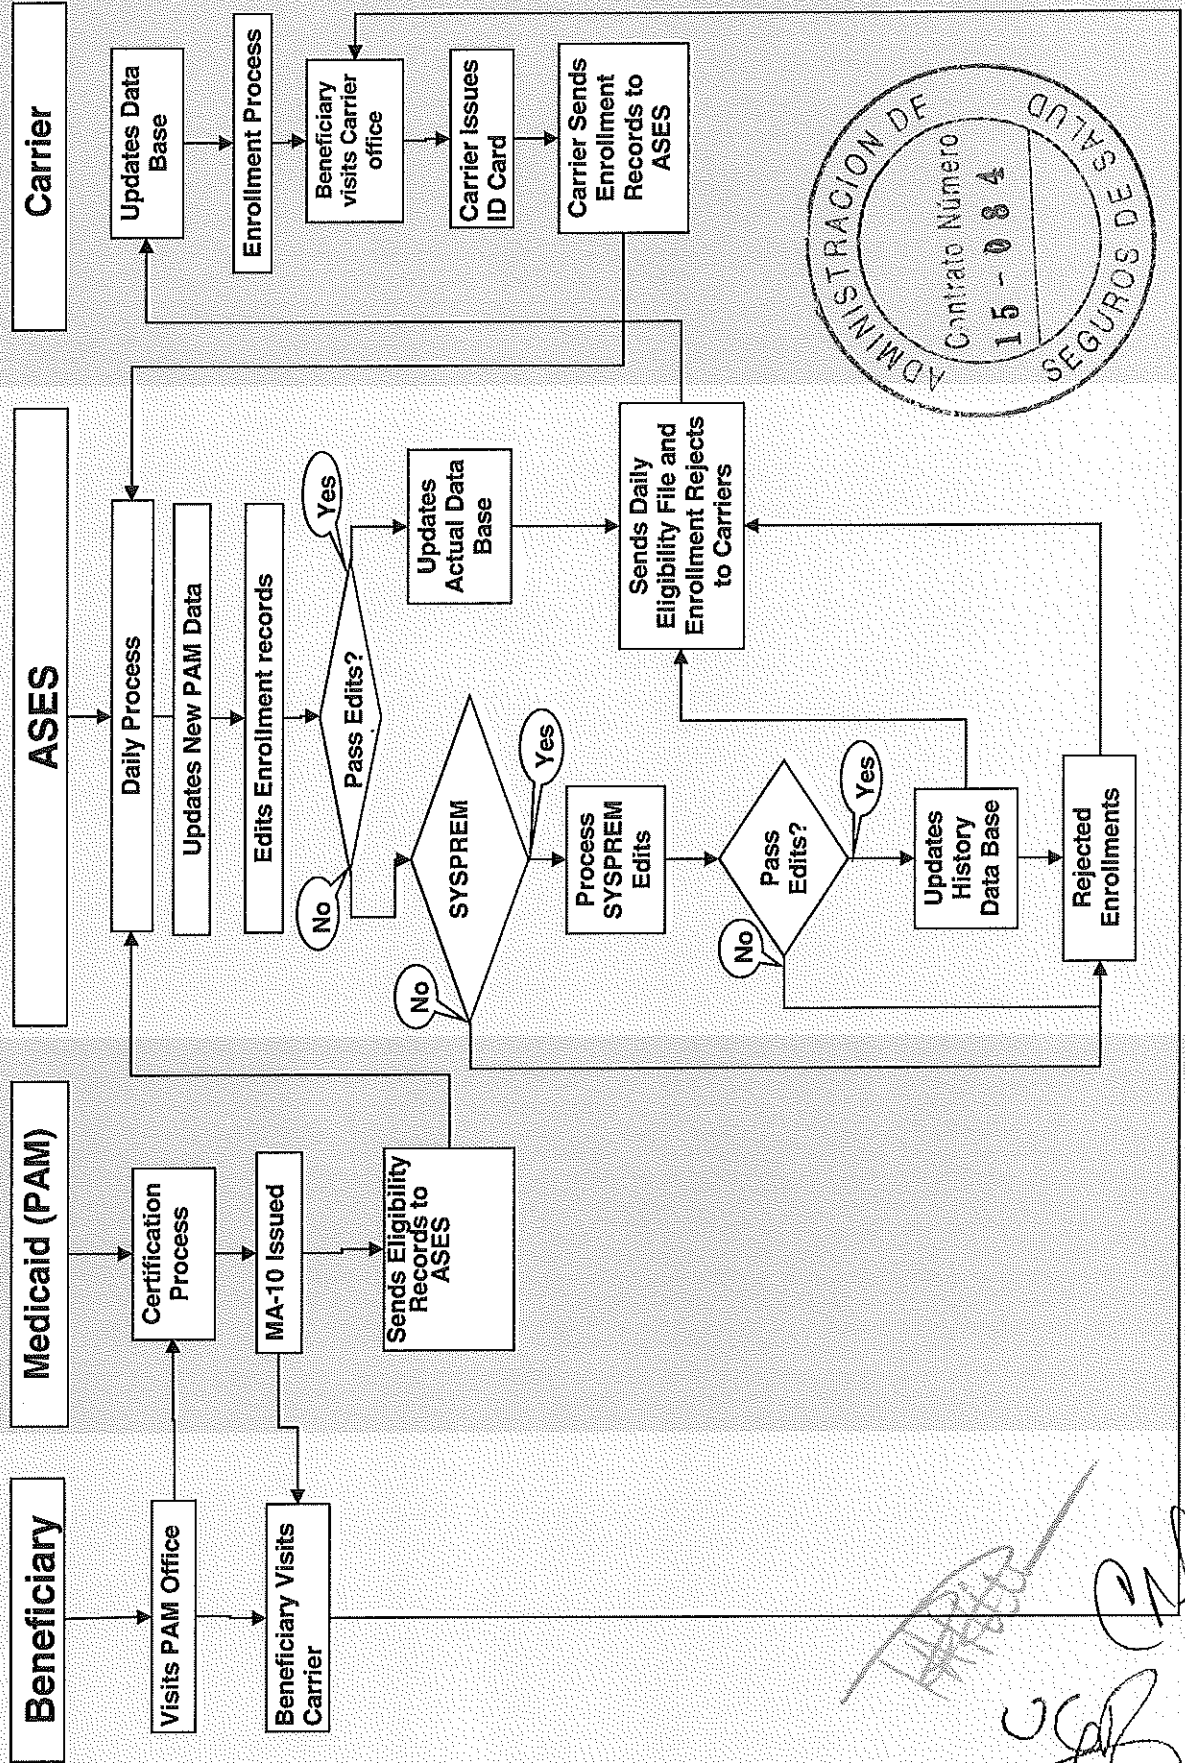 Beneficiary
Visits PAM Office
Beneficiary Visits
Carrier
Medicaid (PAM)
Certification
Process
MA-10 Issued
Sends Eligibility
Records to
ASES
ASES
Daily Process
Updates New PAM Data
Edits Enrollment records
Pass Edits?
Yes
No
Updates
Actual Data
Base
SYSPREM
No
Yes
Process
SYSPREM
Edits
Pass
Edits?
No
Yes
Updates
History
Data Base
Rejected
Enrollments
Sends Daily
Eligibility File and
Enrollment Rejects
to Carriers
Carrier
Updates Data
Base
Enrollment Process
Beneficiary
visits Carrier
office
Carrier Issues
ID Card
Carrier Sends
Enrollment
Records to
ASES
ADMINISTRACION DE
SEGUROS DE SALUD
Contrato Número
15-084